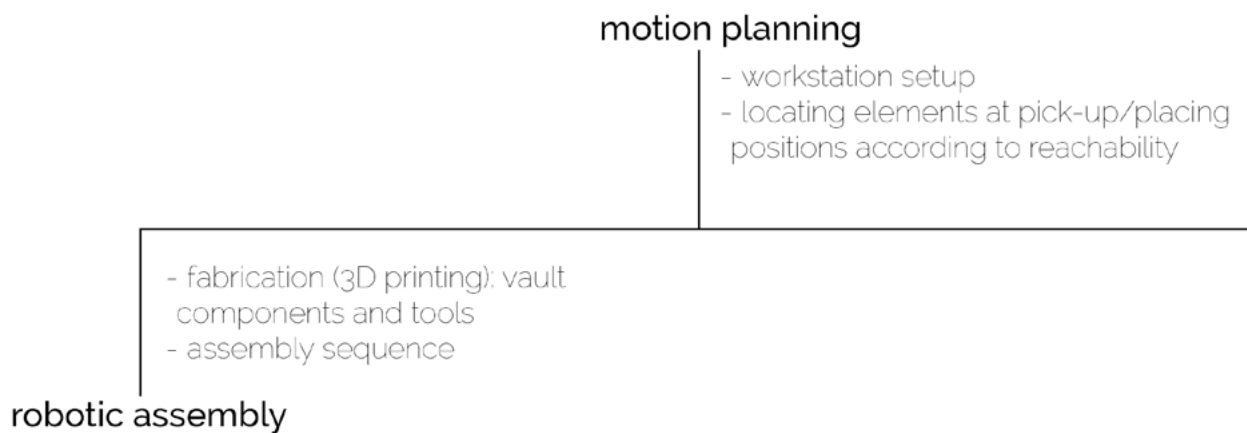 motion planning
- workstation setup
- locating elements at pick-up/placing
positions according to reachability
- fabrication (3D printing): vault
components and tools
- assembly sequence
robotic assembly